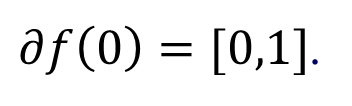 ∂f(0) = [0,1].